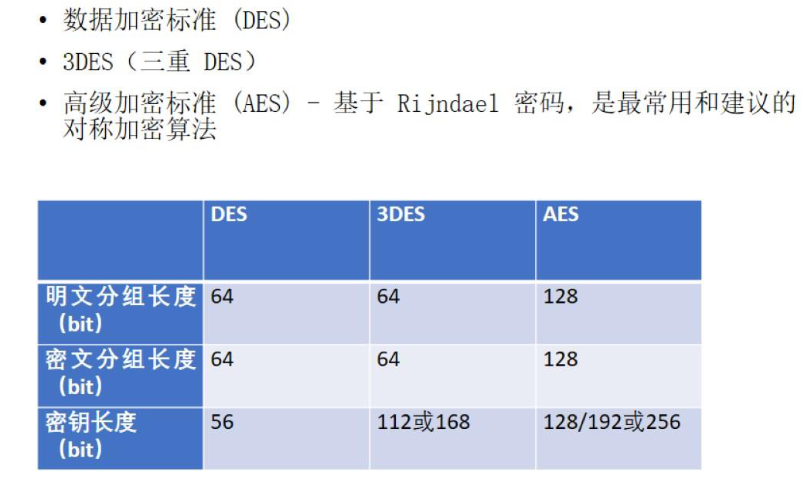 • 数据加密标准 (DES)
• 3DES（三重 DES）
• 高级加密标准 (AES) - 基于 Rijndael 密码，是最常用和建议的
对称加密算法
DES 3DES AES
明文分组长度 64 64 128
（bit）
密文分组长度 64 64 128
（bit）
密钥长度 56 112或168 128/192或256
（bit）